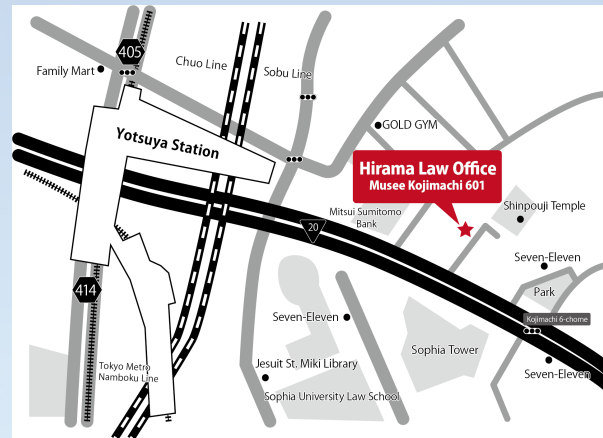 405
Chuo Line
Family Mart
Sobu Line
GOLD GYM
Yotsuya Station
Hirama Law Office
Musee Kojimachi 601
Mitsui Sumitomo
Bank
Shinpouji Temple
20
Seven-Eleven
414
Park
Kojimachi 6-chome
Seven-Eleven
Sophia Tower
Tokyo Metro
Namboku Line
Jesuit St. Miki Library
Seven-Eleven
Sophia University Law School